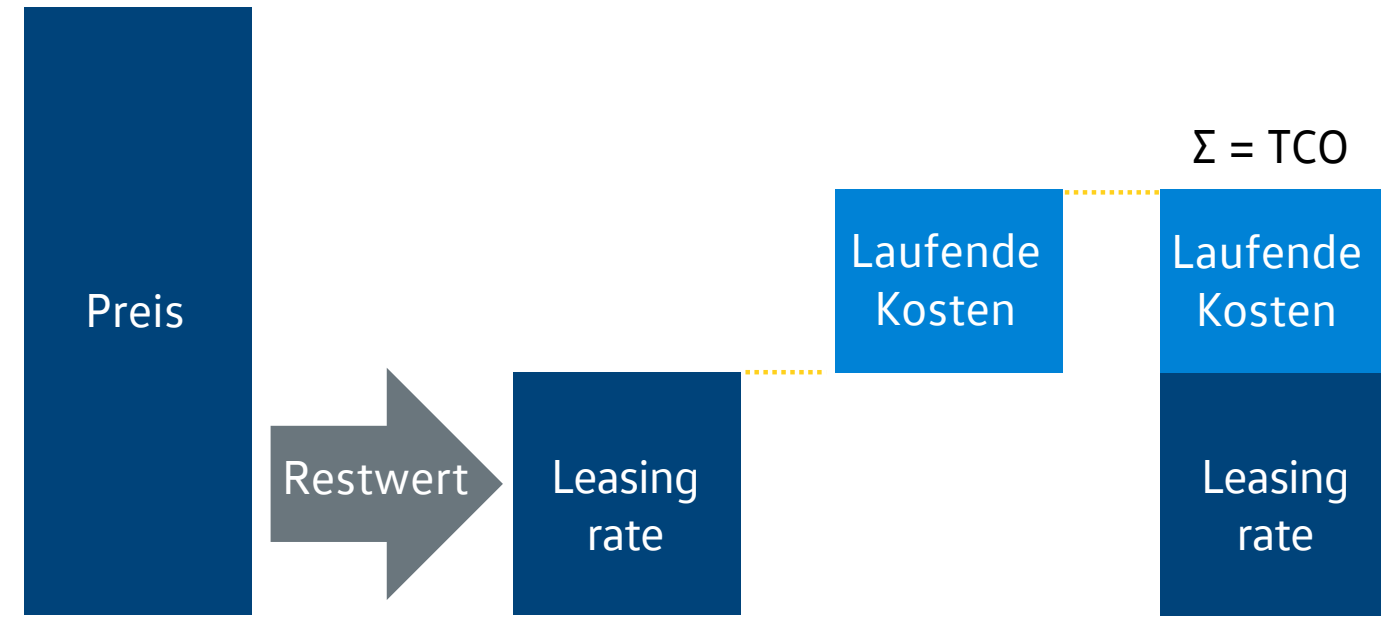 Preis
Restwert
Leasing
rate
Laufende
Kosten
Σ = TCO
Laufende
Kosten
Leasing
rate